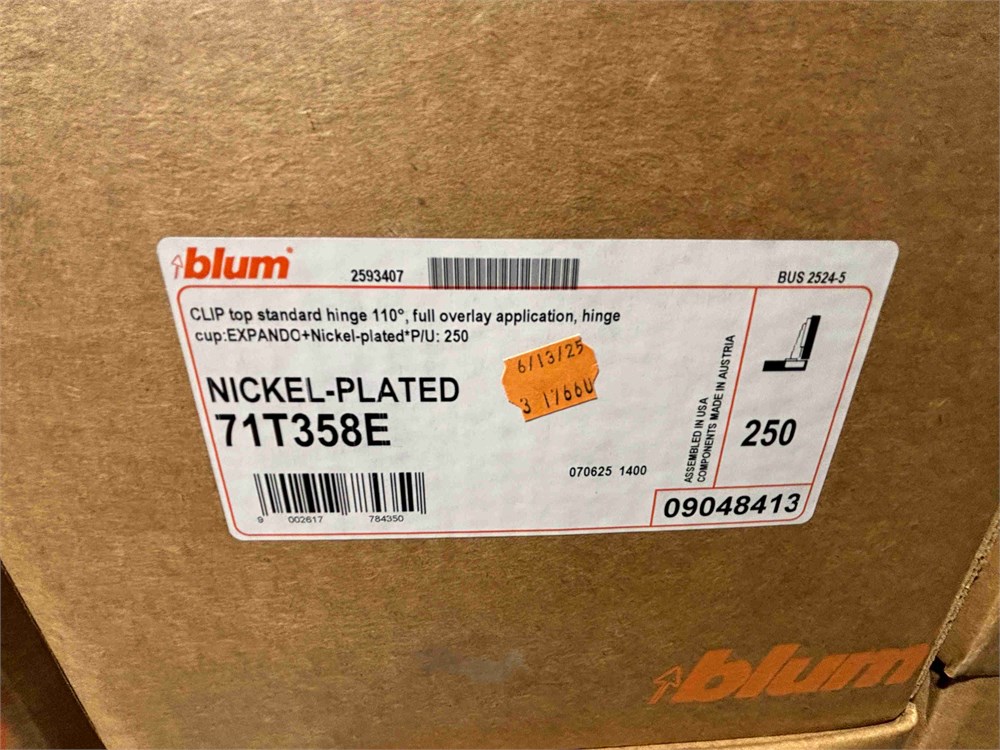 blum
2593407
BUS 2524-5
CLIP top standard hinge 110°, full overlay application, hinge
cup:EXPANDO+Nickel-plated*P/U: 250
6/13/25
3 1766U
NICKEL-PLATED
71T358E
ASSEMBLED IN USA
COMPONENTS MADE IN AUSTRIA
250
070625 1400
9 002617 784350
09048413
blum